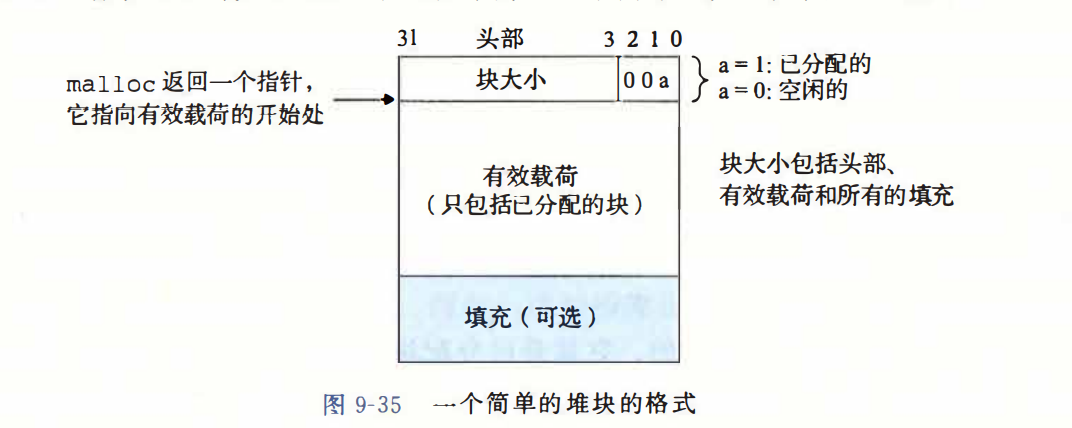 31 头部 3 2 1 0
块大小 0 0 a
a = 1: 已分配的
a = 0: 空闲的
malloc 返回一个指针，
它指向有效载荷的开始处
有效载荷
（只包括已分配的块）
块大小包括头部、
有效载荷和所有的填充
填充（可选）
图 9-35 一个简单的堆块的格式